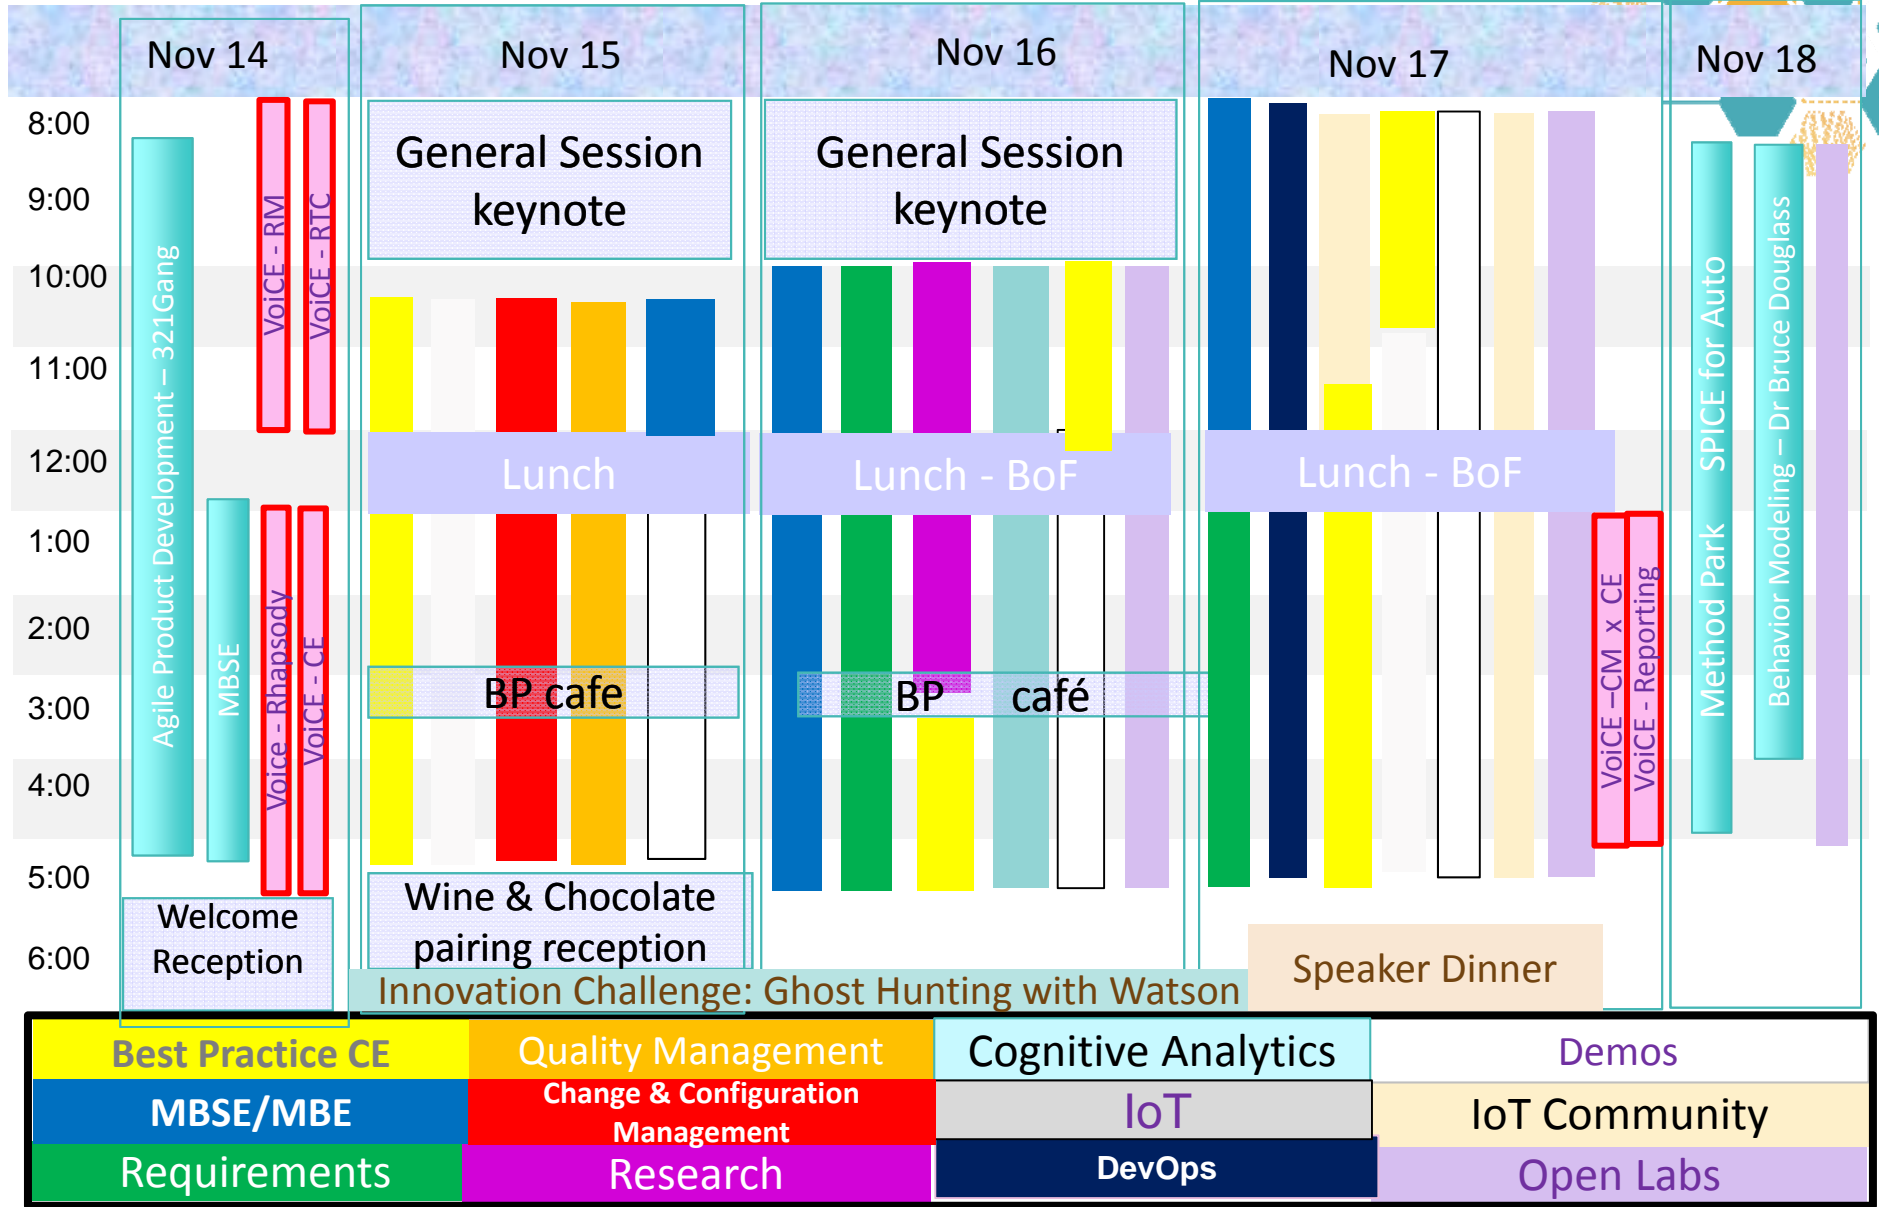 Nov 14
Nov 15
Nov 16
Nov 17
Nov 18
8:00
9:00
10:00
11:00
12:00
1:00
2:00
3:00
4:00
5:00
6:00
Agile Product Development – 321Gang
MBSE
VoiCE - RM
VoiCE - RTC
Voice - Rhapsody
VoiCE - CE
Welcome
Reception
General Session
keynote
Lunch
BP cafe
Wine & Chocolate
pairing reception
General Session
keynote
Lunch - BoF
BP café
Innovation Challenge: Ghost Hunting with Watson
Lunch - BoF
VoiCE –CM x CE
VoiCE - Reporting
Speaker Dinner
Method Park SPICE for Auto
Behavior Modeling – Dr Bruce Douglass
Best Practice CE
Quality Management
Cognitive Analytics
Demos
MBSE/MBE
Change & Configuration
Management
IoT
IoT Community
Requirements
Research
DevOps
Open Labs